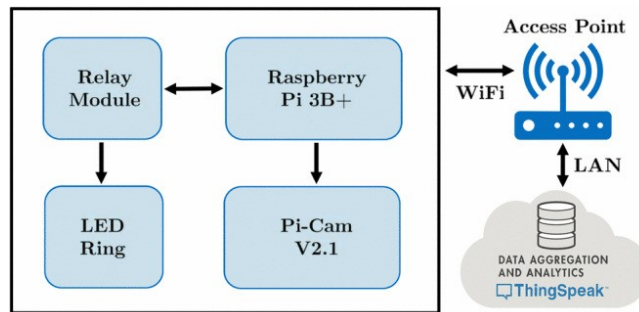 Relay
Module
Raspberry
Pi 3B+
LED
Ring
Pi-Cam
V2.1
Access Point
WiFi
LAN
DATA AGGREGATION
AND ANALYTICS
ThingSpeak™